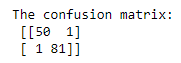 The confusion matrix:
[[50  1]
[ 1 81]]